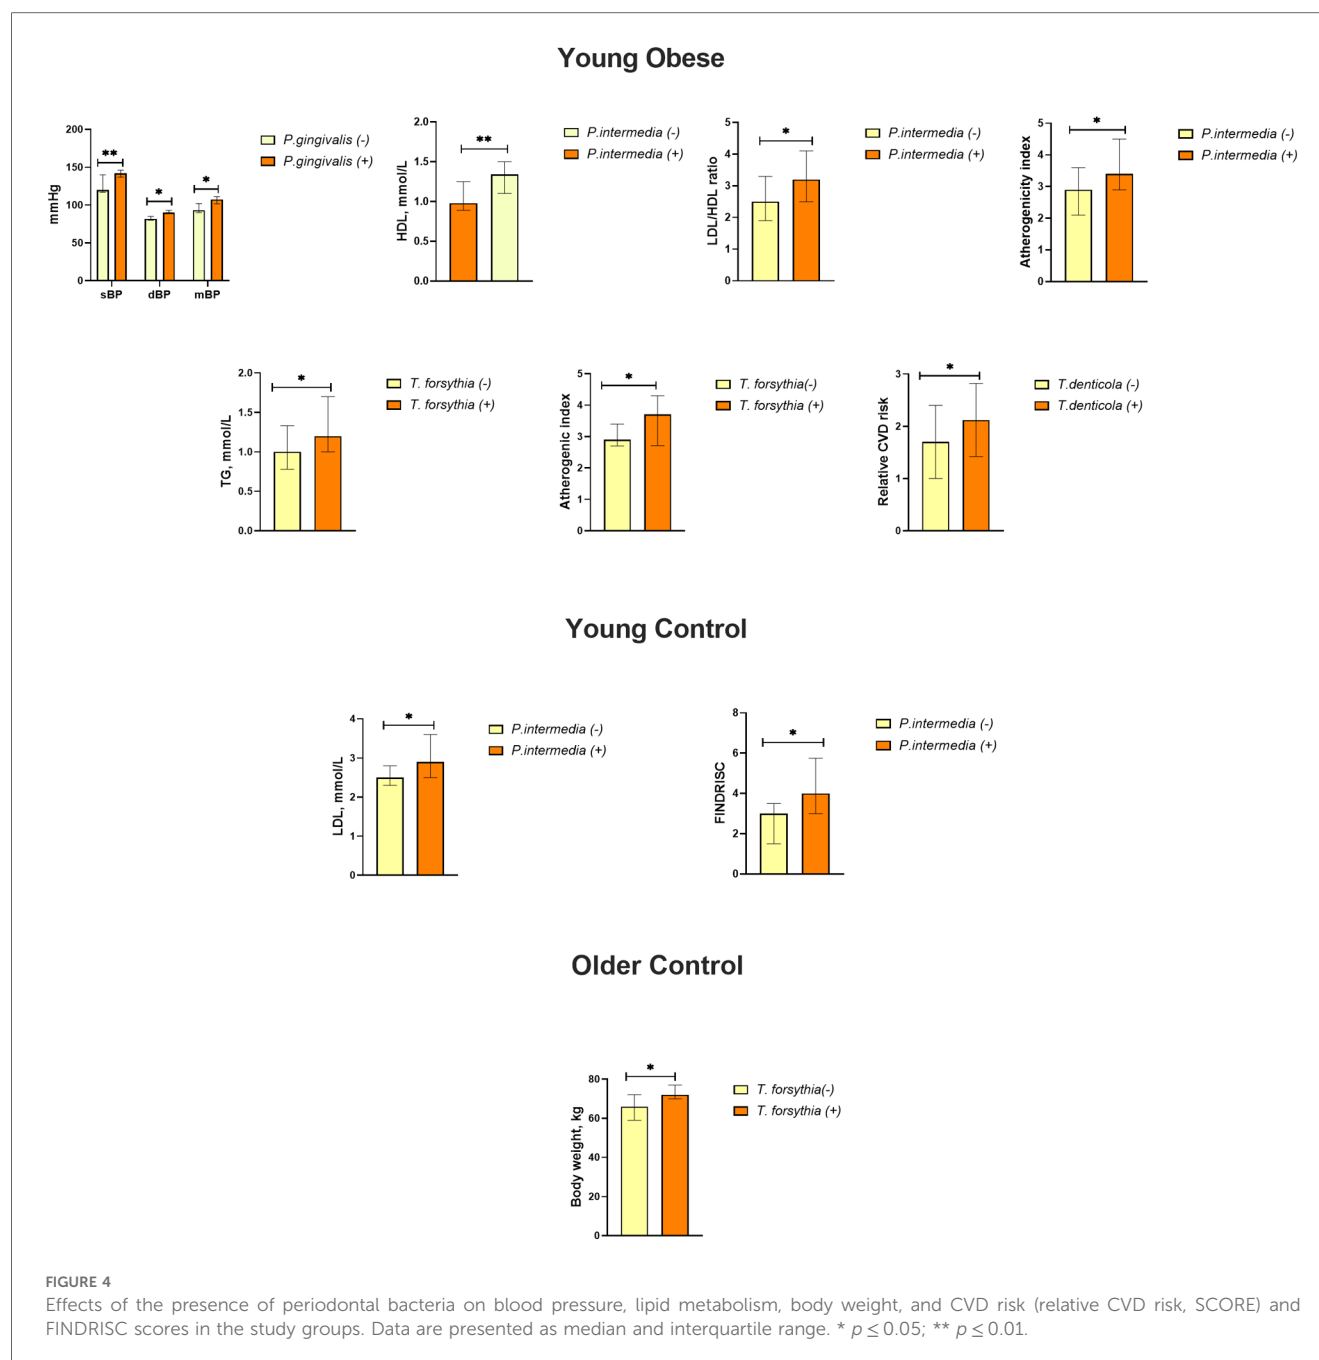 Young Obese
mmHg
200
150
100
50
0
**
*
*
sBP dBP mBP
P.gingivalis (-)
P.gingivalis (+)
HDL, mmol/L
2.0
1.5
1.0
0.5
0.0
**
P.intermedia (-)
P.intermedia (+)
LDL/HDL ratio
5
4
3
2
1
0
*
P.intermedia (-)
P.intermedia (+)
Atherogenicity index
5
4
3
2
1
0
*
P.intermedia (-)
P.intermedia (+)
TG, mmol/L
2.0
1.5
1.0
0.5
0.0
*
T. forsythia (-)
T. forsythia (+)
Atherogenic index
5
4
3
2
1
0
*
T. forsythia(-)
T. forsythia (+)
Relative CVD risk
3
2
1
0
*
T.denticola (-)
T.denticola (+)
Young Control
LDL, mmol/L
4
3
2
1
0
*
P.intermedia (-)
P.intermedia (+)
FINDRISC
8
6
4
2
0
*
P.intermedia (-)
P.intermedia (+)
Older Control
Body weight, kg
80
60
40
20
0
*
T. forsythia(-)
T. forsythia (+)
FIGURE 4
Effects of the presence of periodontal bacteria on blood pressure, lipid metabolism, body weight, and CVD risk (relative CVD risk, SCORE) and
FINDRISC scores in the study groups. Data are presented as median and interquartile range. * p ≤ 0.05; ** p ≤ 0.01.